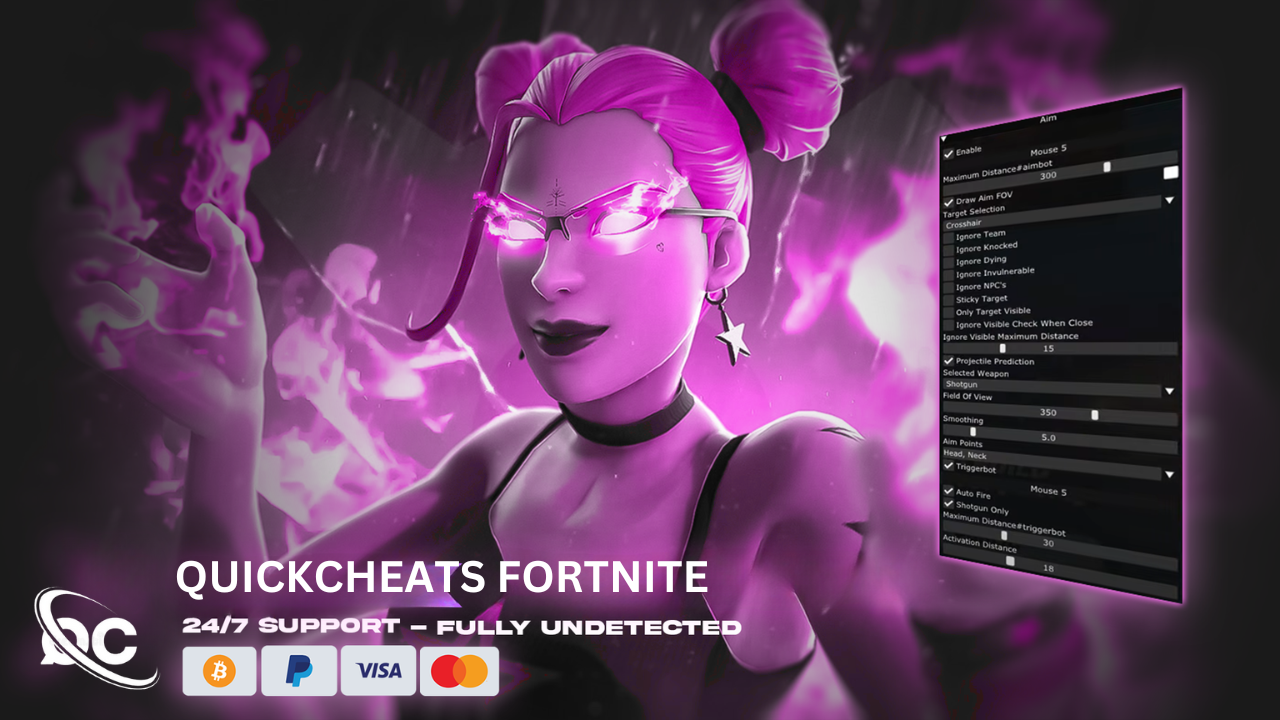 Aim
Enable
Mouse 5
Maximum Distance#aimbot
300
Draw Aim FOV
Target Selection
Crosshair
Ignore Team
Ignore Knocked
Ignore Dying
Ignore Invulnerable
Ignore NPC's
Sticky Target
Only Target Visible
Ignore Visible Check When Close
Ignore Visible Maximum Distance
15
Projectile Prediction
Selected Weapon
Shotgun
Field Of View
350
Smoothing
5.0
Aim Points
Head, Neck
Triggerbot
Mouse 5
Auto Fire
Shotgun Only
Maximum Distance#triggerbot
30
Activation Distance
18
QUICKCHEATS FORTNITE
24/7 SUPPORT – FULLY UNDETECTED
QC
VISA